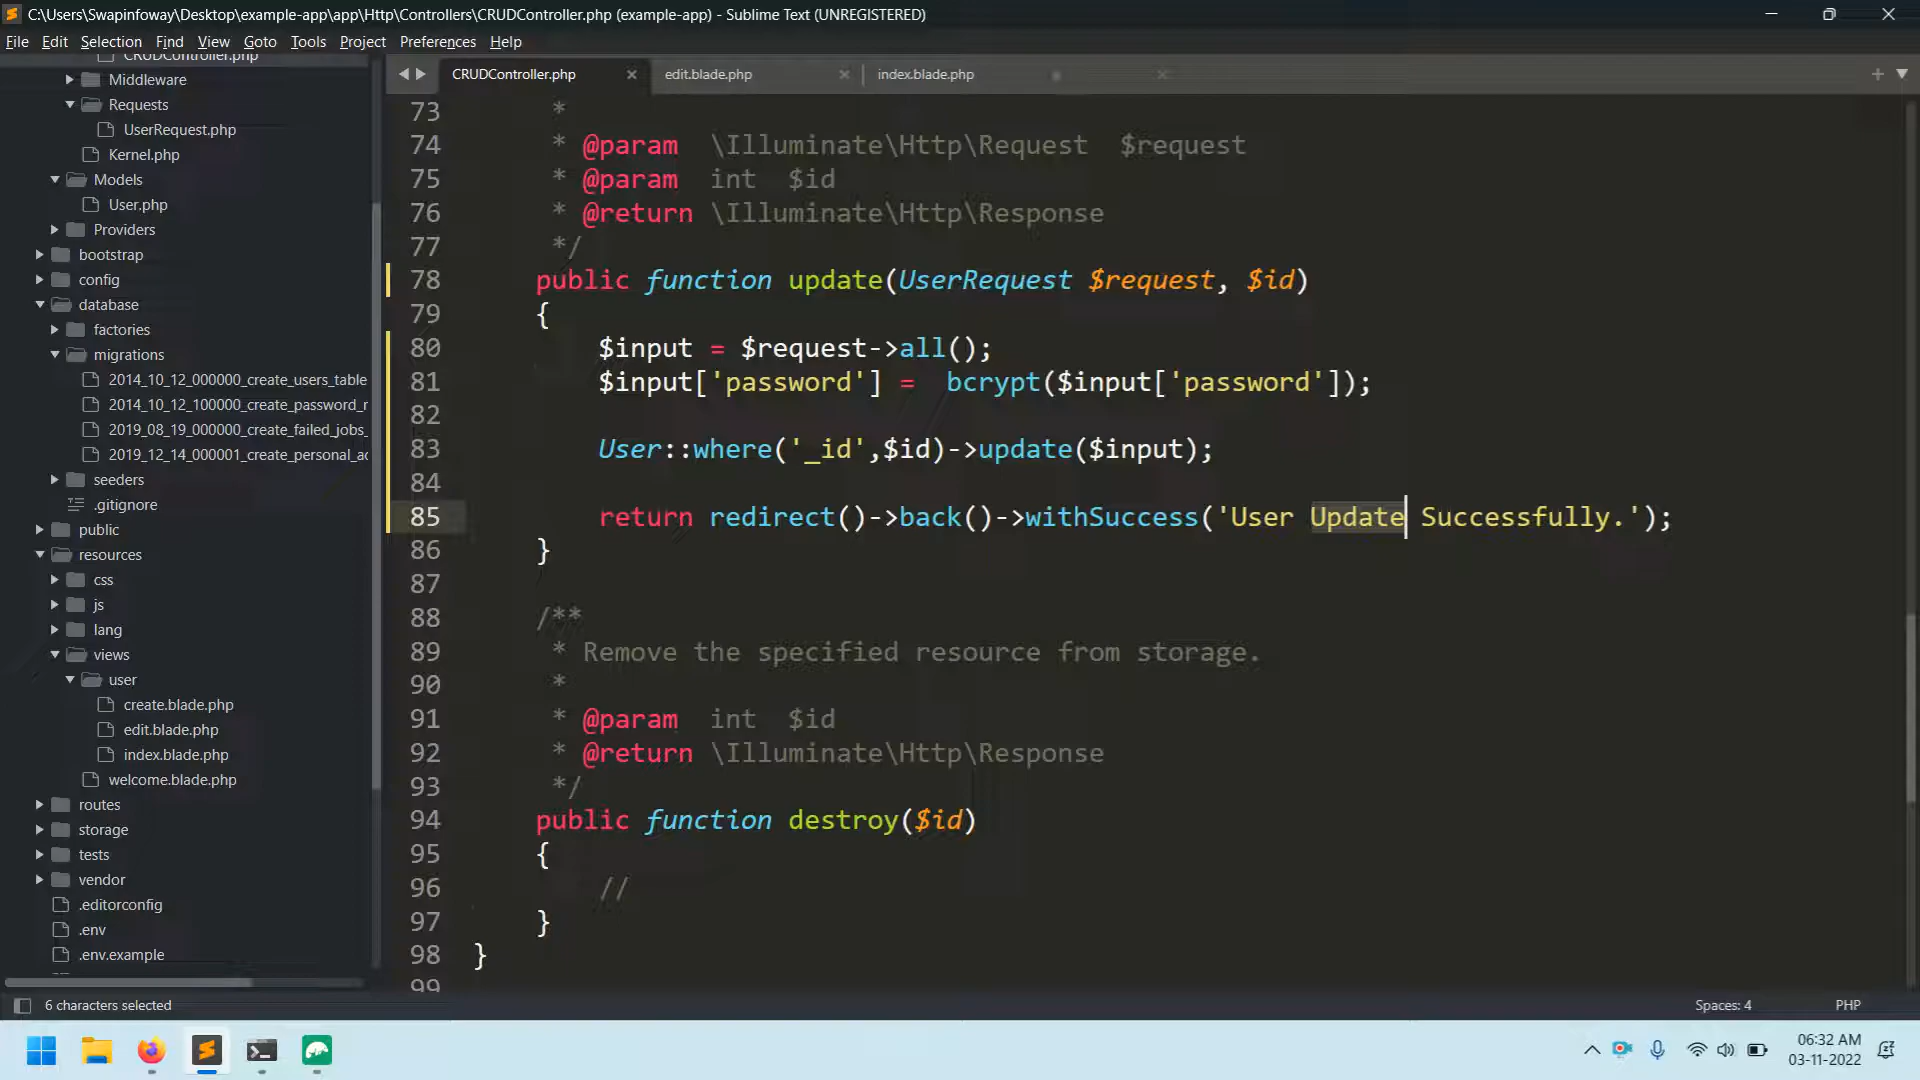 C:\Users\Swapinfoway\Desktop\example-app\app\Http\Controllers\CRUDController.php (example-app) - Sublime Text (UNREGISTERED)
File Edit Selection Find View Goto Tools Project Preferences Help
CRUDController.php
Middleware
Requests
UserRequest.php
Kernel.php
Models
User.php
Providers
bootstrap
config
database
factories
migrations
2014_10_12_000000_create_users_table
2014_10_12_100000_create_password_r
2019_08_19_000000_create_failed_jobs_
2019_12_14_000001_create_personal_ac
seeders
.gitignore
public
resources
css
js
lang
views
user
create.blade.php
edit.blade.php
index.blade.php
welcome.blade.php
routes
storage
tests
vendor
.editorconfig
.env
.env.example
CRUDController.php edit.blade.php index.blade.php
73 *
74 * @param \Illuminate\Http\Request $request
75 * @param int $id
76 * @return \Illuminate\Http\Response
77 */
78 public function update(UserRequest $request, $id)
79 {
80 $input = $request->all();
81 $input['password'] = bcrypt($input['password']);
82
83 User::where('_id',$id)->update($input);
84
85 return redirect()->back()->withSuccess('User Update Successfully.');
86 }
87
88 /**
89 * Remove the specified resource from storage.
90 *
91 * @param int $id
92 * @return \Illuminate\Http\Response
93 */
94 public function destroy($id)
95 {
96 //
97 }
98 }
99
6 characters selected
Spaces: 4
PHP
06:32 AM
03-11-2022